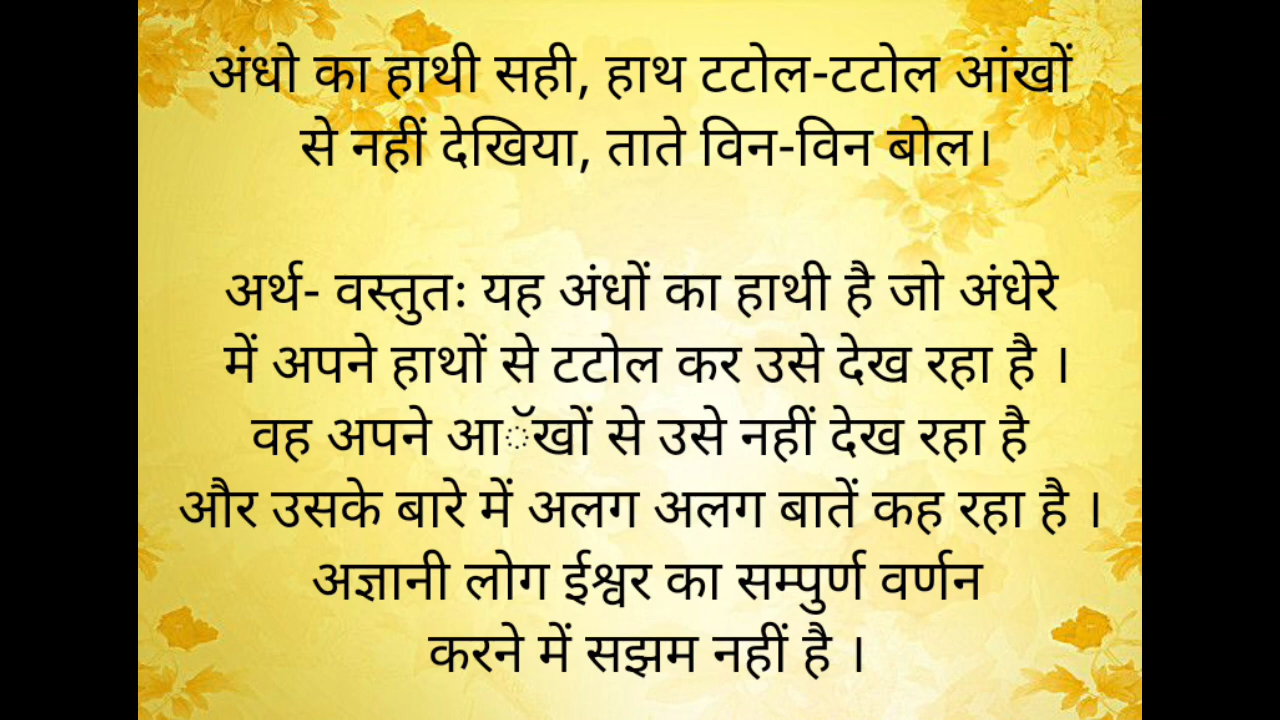 अंधो का हाथी सही, हाथ टटोल-टटोल आंखों
से नहीं देखिया, ताते विन-विन बोल।
अर्थ- वस्तुतः यह अंधों का हाथी है जो अंधेरे
में अपने हाथों से टटोल कर उसे देख रहा है ।
वह अपने आॅखों से उसे नहीं देख रहा है
और उसके बारे में अलग अलग बातें कह रहा है ।
अज्ञानी लोग ईश्वर का सम्पुर्ण वर्णन
करने में सझम नहीं है ।